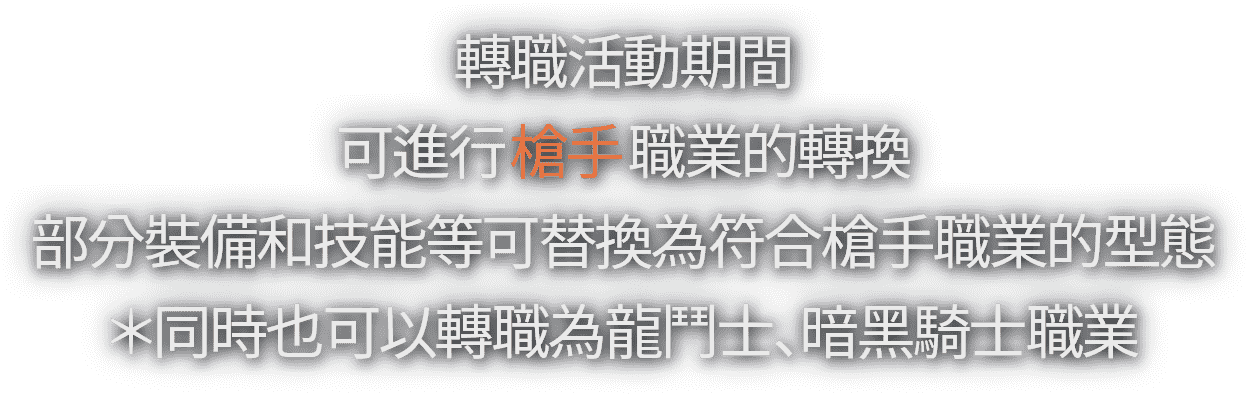 轉職活動期間
可進行槍手職業的轉換
部分裝備和技能等可替換為符合槍手職業的型態
＊同時也可以轉職為龍鬥士、暗黑騎士職業